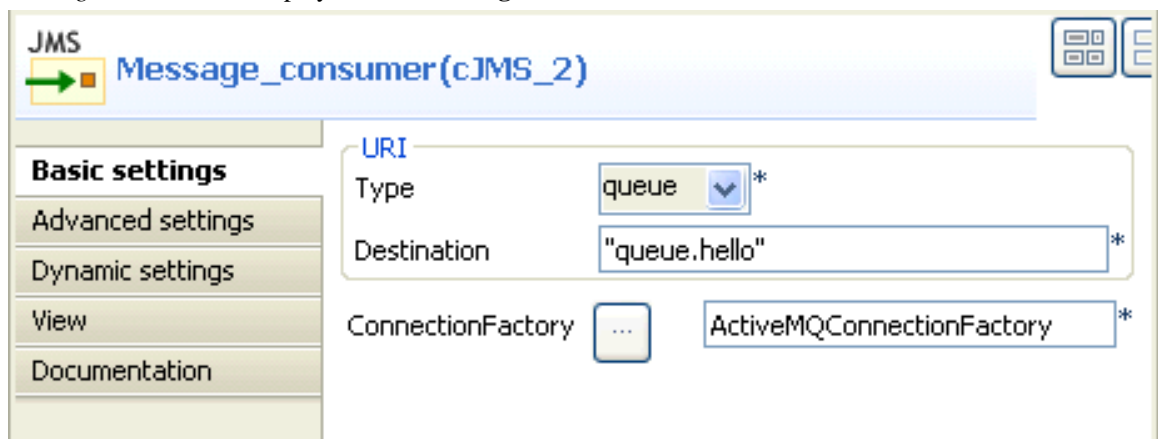 JMS
Message_consumer(cJMS_2)
Basic settings
Advanced settings
Dynamic settings
View
Documentation
URI
Type queue *
Destination "queue.hello" *
ConnectionFactory ... ActiveMQConnectionFactory *